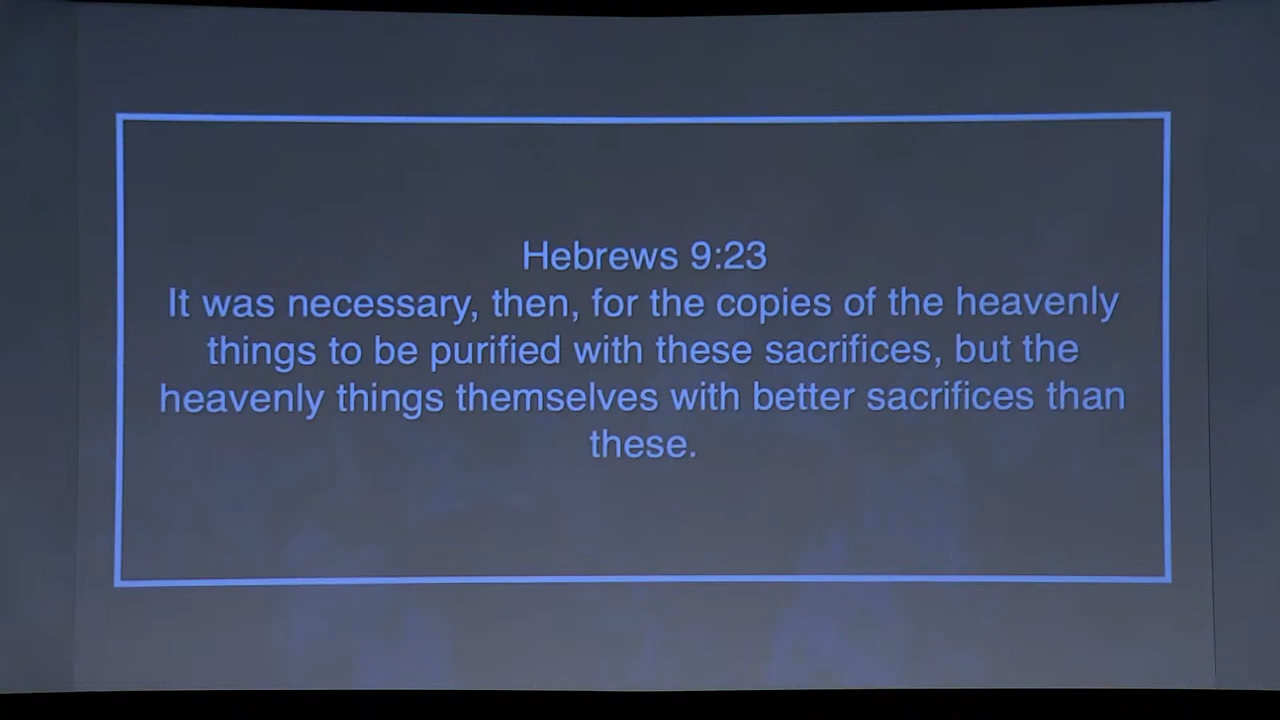 Hebrews 9:23
It was necessary, then, for the copies of the heavenly
things to be purified with these sacrifices, but the
heavenly things themselves with better sacrifices than
these.